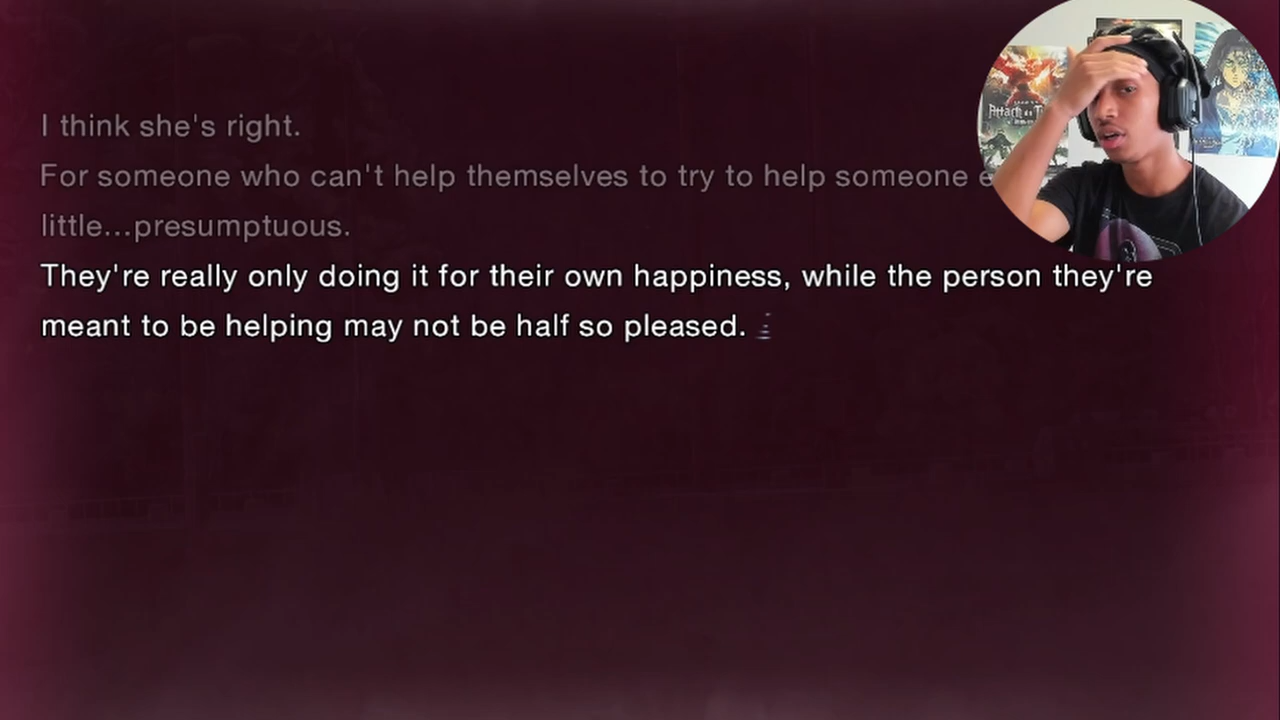 I think she's right.
For someone who can't help themselves to try to help someone
little...presumptuous.
They're really only doing it for their own happiness, while the person they're
meant to be helping may not be half so pleased.
Attack